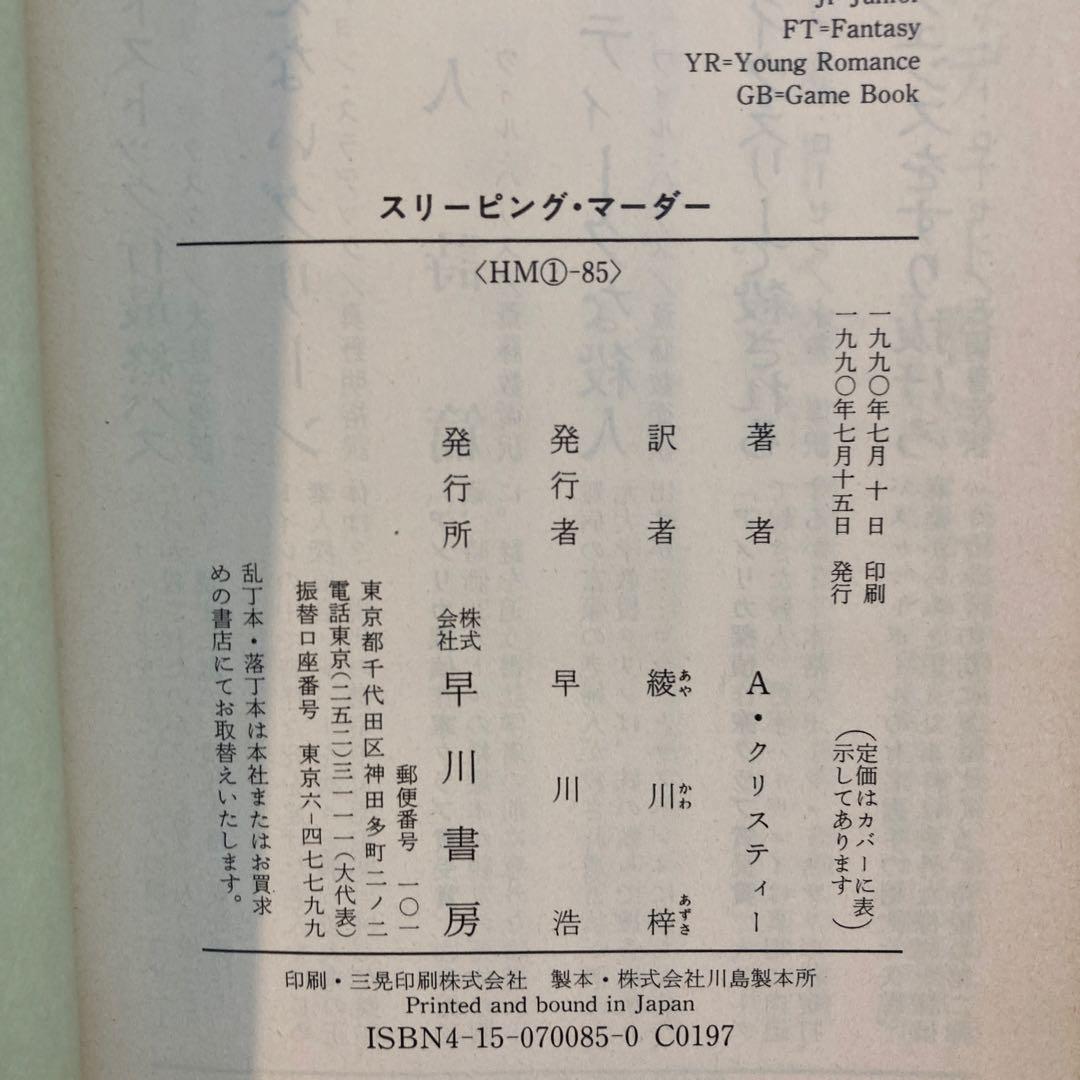 FT=Fantasy
YR=Young Romance
GB=Game Book
スリーピング・マーダー
〈HM①-85〉
一九九〇年七月 十 日 印刷
一九九〇年七月十五日 発行
（定価はカバーに表
示してあります）
著者 A・クリスティー
訳者 綾川 梓
あや かわ あずさ
発行者 早川 浩
発行所 株式会社 早川書房
郵便番号 一〇一
東京都千代田区神田多町二ノ二
電話東京(二五二)三一一一(大代表)
振替口座番号 東京六-四七七九九
乱丁本・落丁本は本社またはお買求
めの書店にてお取替えいたします。
印刷・三晃印刷株式会社 製本・株式会社川島製本所
Printed and bound in Japan
ISBN4-15-070085-0 C0197